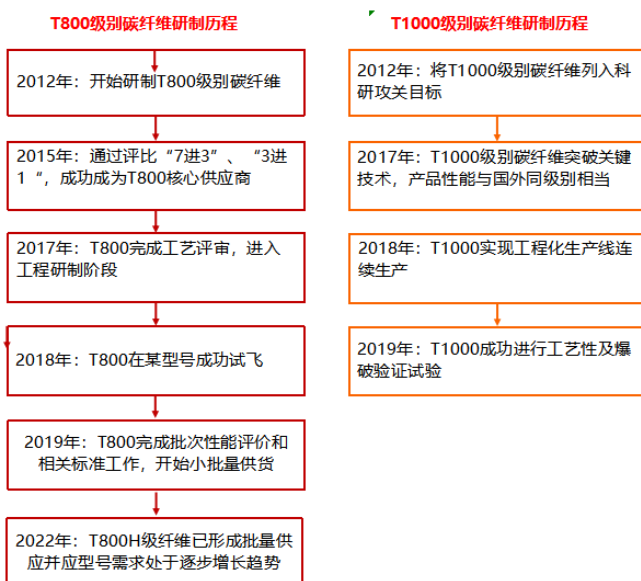 T800级别碳纤维研制历程
2012年：开始研制T800级别碳纤维
2015年：通过评比“7进3”、“3进
1“，成功成为T800核心供应商
2017年：T800完成工艺评审，进入
工程研制阶段
2018年：T800在某型号成功试飞
2019年：T800完成批次性能评价和
相关标准工作，开始小批量供货
2022年：T800H级纤维已形成批量供
应并应型号需求处于逐步增长趋势
T1000级别碳纤维研制历程
2012年：将T1000级别碳纤维列入科
研攻关目标
2017年：T1000级别碳纤维突破关键
技术，产品性能与国外同级别相当
2018年：T1000实现工程化生产线连
续生产
2019年：T1000成功进行工艺性及爆
破验证试验